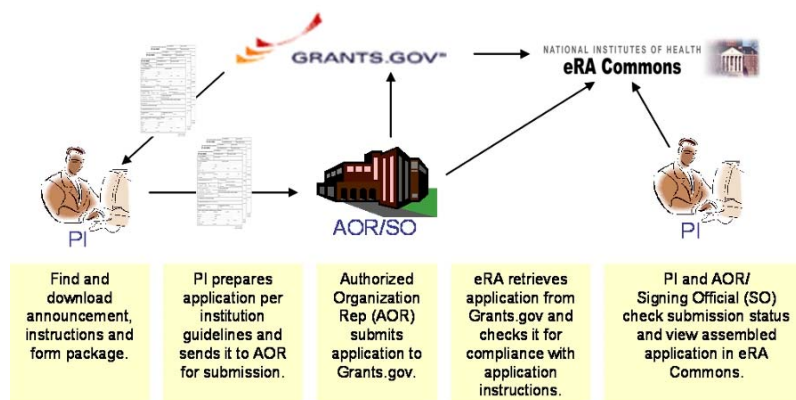 GRANTS.GOV℠
NATIONAL INSTITUTES OF HEALTH
eRA Commons
PI
AOR/SO
PI
Find and
download
announcement,
instructions and
form package.
PI prepares
application per
institution
guidelines and
sends it to AOR
for submission.
Authorized
Organization
Rep (AOR)
submits
application to
Grants.gov.
eRA retrieves
application from
Grants.gov and
checks it for
compliance with
application
instructions.
PI and AOR/
Signing Official (SO)
check submission status
and view assembled
application in eRA
Commons.